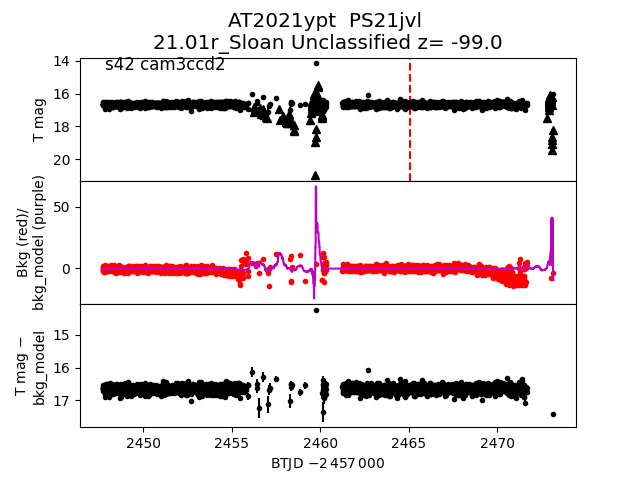 AT2021ypt  PS21jvl
21.01r_Sloan Unclassified z= -99.0
s42 cam3ccd2
14
16
18
20
T mag
50
0
Bkg (red)/
bkg_model (purple)
15
16
17
T mag −
bkg_model
2450
2455
2460
2465
2470
BTJD −2 457 000